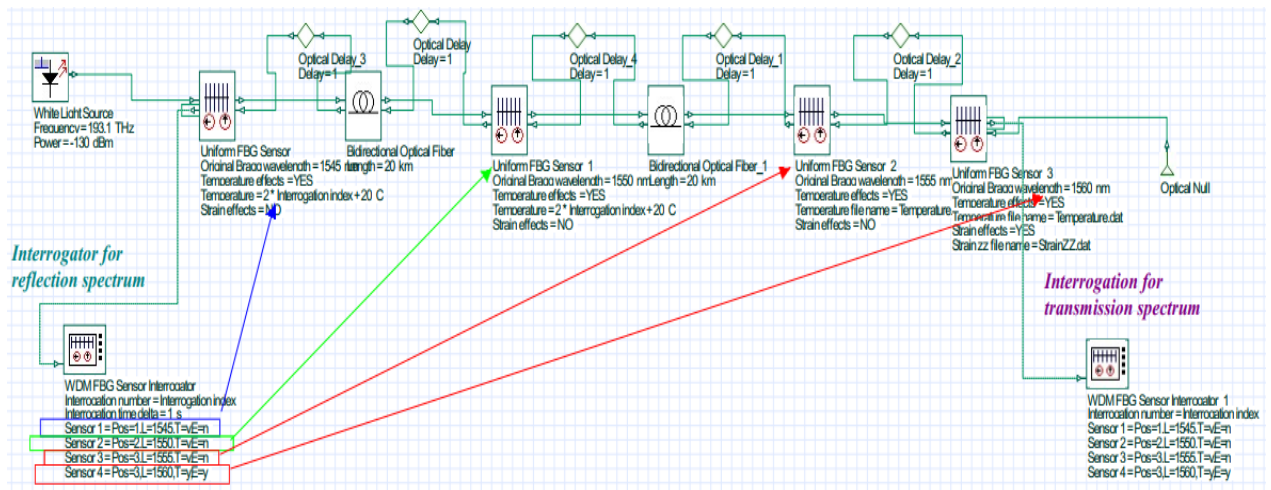 Optical Delay_3
Delay=1
Optical Delay
Delay=1
Optical Delay_4
Delay=1
Optical Delay_1
Delay=1
Optical Delay_2
Delay=1
White Light Source
Frequency = 193.1 THz
Power = -130 dBm
Uniform FBG Sensor
Original Bragg wavelength = 1545 nm
Temperature effects = YES
Temperature = 2 * Interrogation index + 20 C
Strain effects = NO
Bidirectional Optical Fiber
Length = 20 km
Uniform FBG Sensor_1
Original Bragg wavelength = 1550 nm
Temperature effects = YES
Temperature = 2 * Interrogation index + 20 C
Strain effects = NO
Bidirectional Optical Fiber_1
Length = 20 km
Uniform FBG Sensor_2
Original Bragg wavelength = 1555 nm
Temperature effects = YES
Temperature file name = Temperature.
Strain effects = NO
Uniform FBG Sensor_3
Original Bragg wavelength = 1560 nm
Temperature effects = YES
Temperature file name = Temperature.dat
Strain effects = YES
Strain zz file name = StrainZZ.dat
Optical Null
Interrogator for
reflection spectrum
Interrogation for
transmission spectrum
WDM FBG Sensor Interrogator
Interrogation number = Interrogation index
Interrogation time delta = 1 s
Sensor 1 = Pos=1,L=1545,T=y,E=n
Sensor 2 = Pos=2,L=1550,T=y,E=n
Sensor 3 = Pos=3,L=1555,T=y,E=n
Sensor 4 = Pos=3,L=1560,T=y,E=y
WDM FBG Sensor Interrogator_1
Interrogation number = Interrogation index
Sensor 1 = Pos=1,L=1545,T=y,E=n
Sensor 2 = Pos=2,L=1550,T=y,E=n
Sensor 3 = Pos=3,L=1555,T=y,E=n
Sensor 4 = Pos=3,L=1560,T=y,E=y